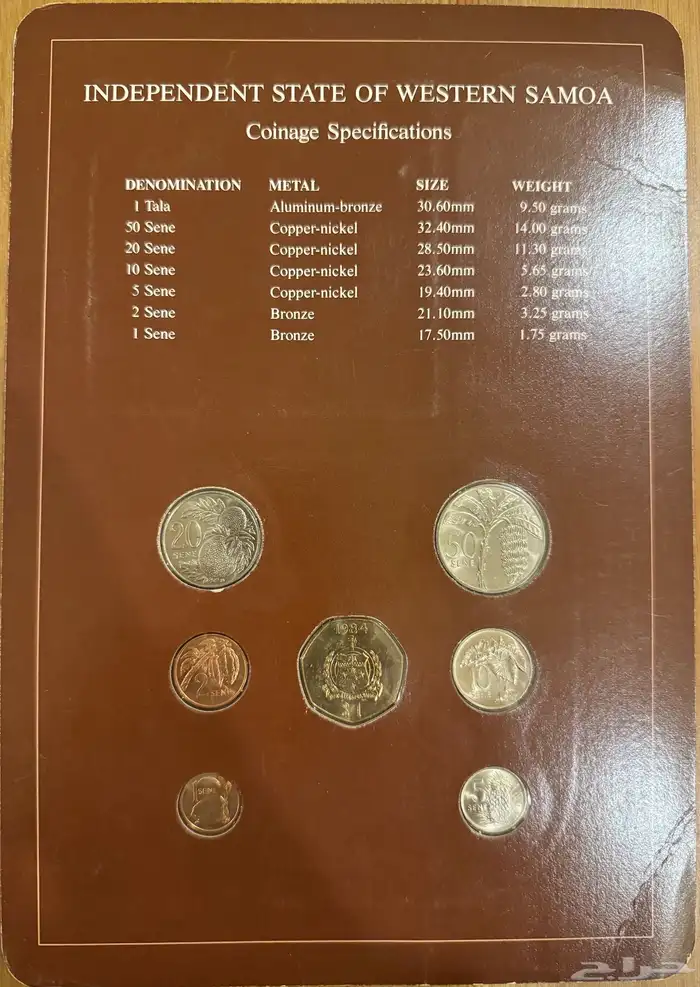 INDEPENDENT STATE OF WESTERN SAMOA
Coinage Specifications
DENOMINATION METAL SIZE WEIGHT
1 Tala Aluminum-bronze 30.60mm 9.50 grams
50 Sene Copper-nickel 32.40mm 14.00 grams
20 Sene Copper-nickel 28.50mm 11.30 grams
10 Sene Copper-nickel 23.60mm 5.65 grams
5 Sene Copper-nickel 19.40mm 2.80 grams
2 Sene Bronze 21.10mm 3.25 grams
1 Sene Bronze 17.50mm 1.75 grams
20
SENE
50
SENE
1984
2
SENE
10
SENE
5
SENE
حراج